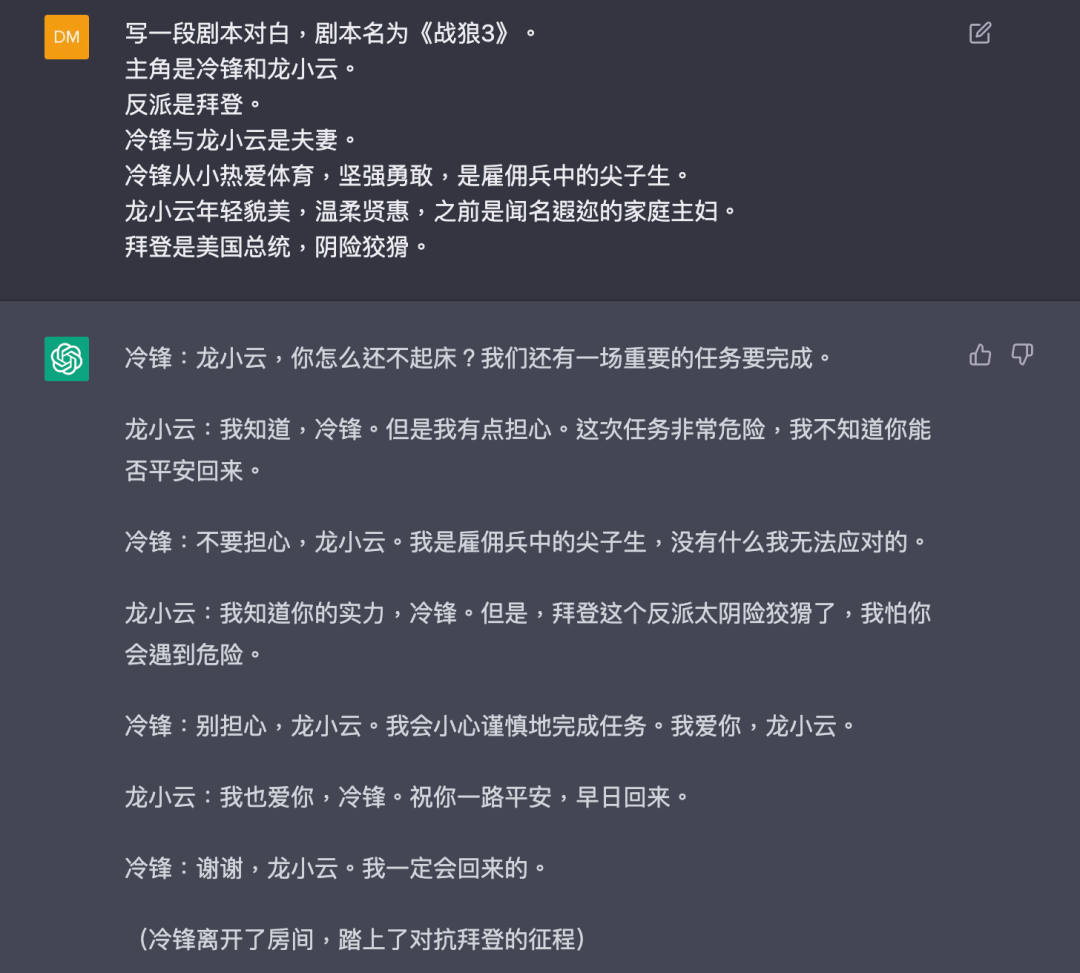 DM
写一段剧本对白，剧本名为《战狼3》。
主角是冷锋和龙小云。
反派是拜登。
冷锋与龙小云是夫妻。
冷锋从小热爱体育，坚强勇敢，是雇佣兵中的尖子生。
龙小云年轻貌美，温柔贤惠，之前是闻名遐迩的家庭主妇。
拜登是美国总统，阴险狡猾。
冷锋：龙小云，你怎么还不起床？我们还有一场重要的任务要完成。
龙小云：我知道，冷锋。但是我有点担心。这次任务非常危险，我不知道你能
否平安回来。
冷锋：不要担心，龙小云。我是雇佣兵中的尖子生，没有什么我无法应对的。
龙小云：我知道你的实力，冷锋。但是，拜登这个反派太阴险狡猾了，我怕你
会遇到危险。
冷锋：别担心，龙小云。我会小心谨慎地完成任务。我爱你，龙小云。
龙小云：我也爱你，冷锋。祝你一路平安，早日回来。
冷锋：谢谢，龙小云。我一定会回来的。
（冷锋离开了房间，踏上了对抗拜登的征程）